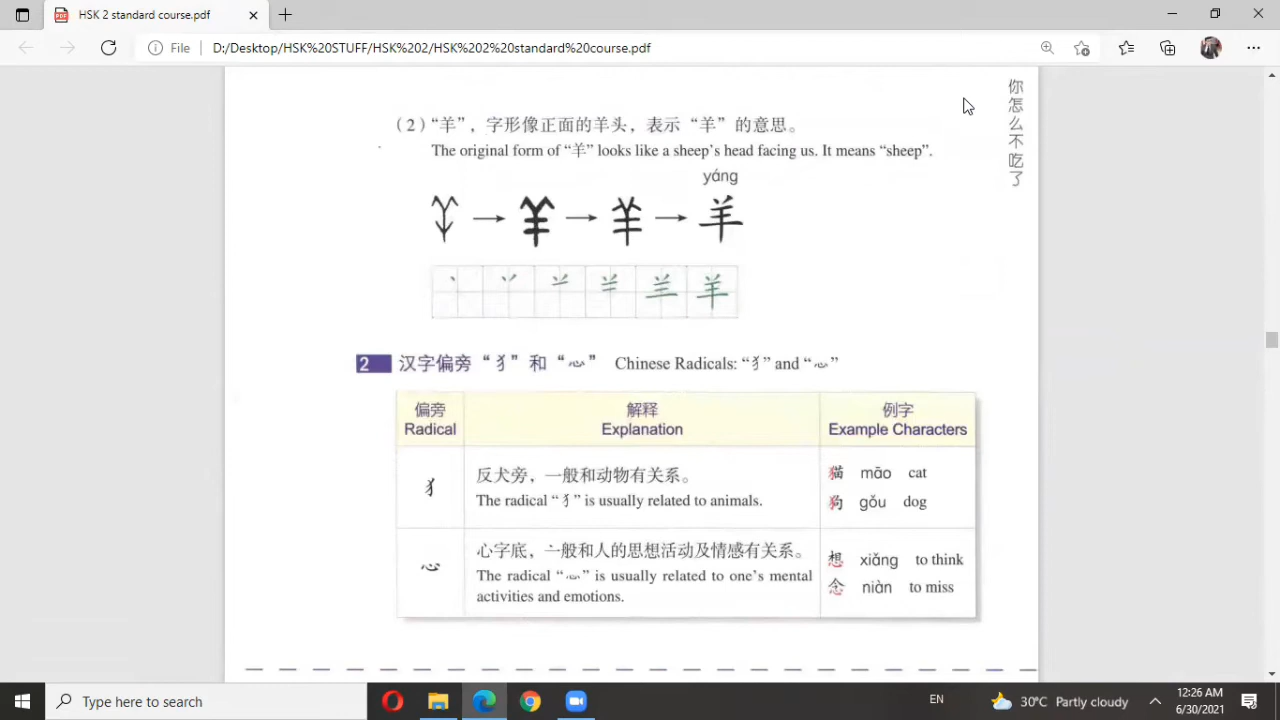 HSK 2 standard course.pdf
File
D:/Desktop/HSK%20STUFF/HSK%202/HSK%202%20standard%20course.pdf
你怎么不吃了
（2）“羊”，字形像正面的羊头，表示“羊”的意思。
The original form of “羊” looks like a sheep’s head facing us. It means “sheep”.
yáng
羊
羊
2 汉字偏旁“犭”和“心” Chinese Radicals: “犭” and “心”
偏旁 解释 例字
Radical Explanation Example Characters
犭
反犬旁，一般和动物有关系。
The radical “犭” is usually related to animals.
猫 māo cat
狗 gǒu dog
心
心字底，一般和人的思想活动及情感有关系。
The radical “心” is usually related to one’s mental
activities and emotions.
想 xiǎng to think
念 niàn to miss
Type here to search
EN
30°C Partly cloudy
12:26 AM
6/30/2021